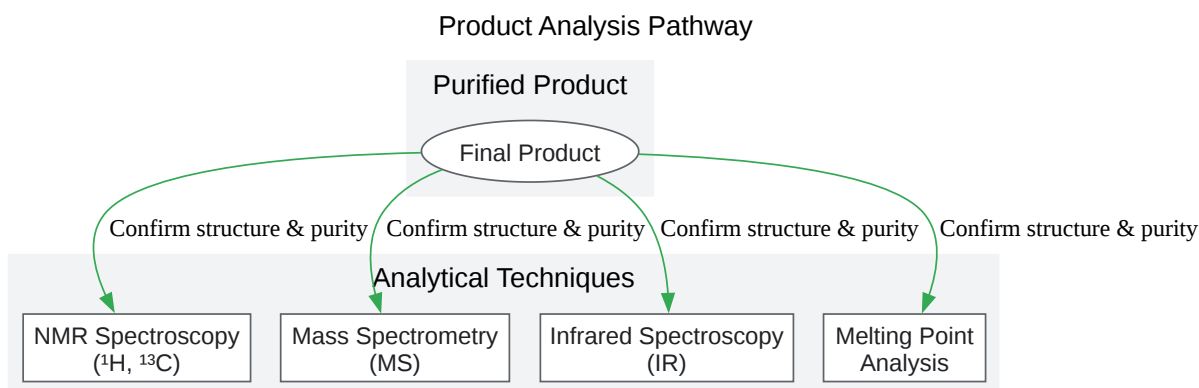 Product Analysis Pathway
Purified Product
Final Product
Confirm structure & purity
Confirm structure & purity
Confirm structure & purity
Confirm structure & purity
Analytical Techniques
NMR Spectroscopy
(¹H, ¹³C)
Mass Spectrometry
(MS)
Infrared Spectroscopy
(IR)
Melting Point
Analysis